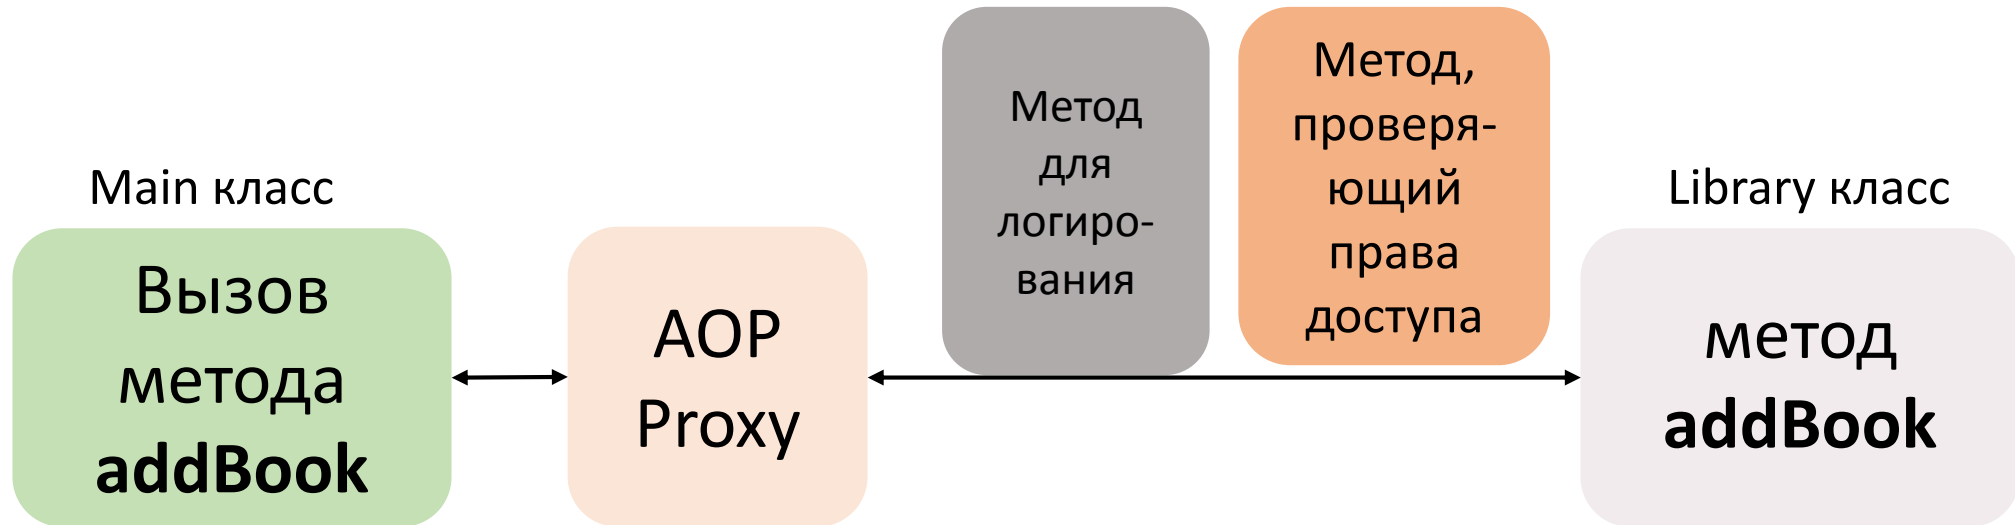 Main класс
Вызов
метода
addBook
AOP
Proxy
Метод
для
логиро-
вания
Метод,
проверя-
ющий
права
доступа
Library класс
метод
addBook